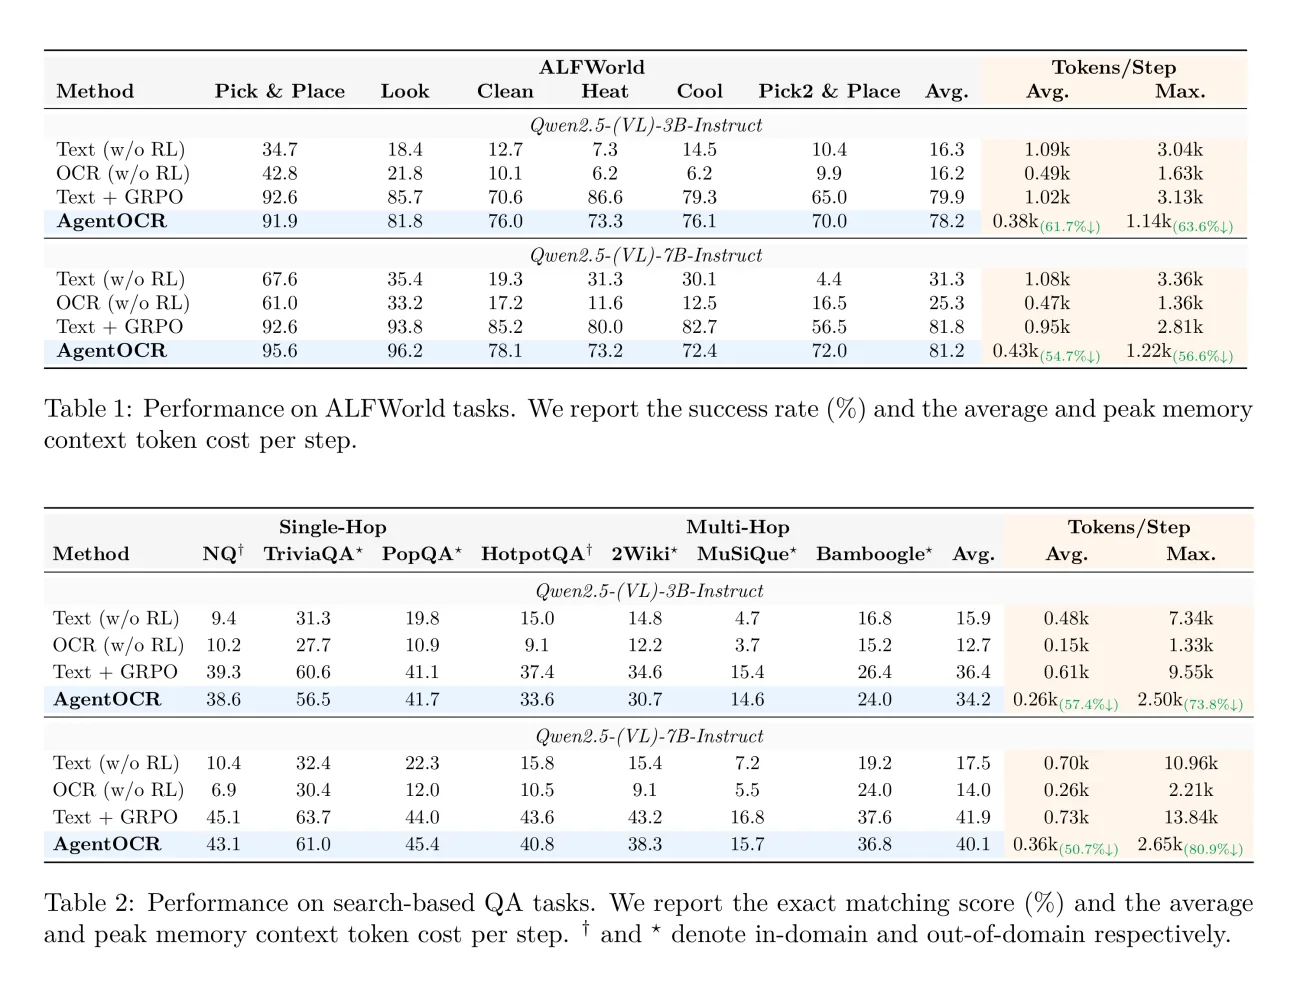 ALFWorld Tokens/Step
Method Pick & Place Look Clean Heat Cool Pick2 & Place Avg. Avg. Max.
Qwen2.5-(VL)-3B-Instruct
Text (w/o RL) 34.7 18.4 12.7 7.3 14.5 10.4 16.3 1.09k 3.04k
OCR (w/o RL) 42.8 21.8 10.1 6.2 6.2 9.9 16.2 0.49k 1.63k
Text + GRPO 92.6 85.7 70.6 86.6 79.3 65.0 79.9 1.02k 3.13k
AgentOCR 91.9 81.8 76.0 73.3 76.1 70.0 78.2 0.38k(61.7%↓) 1.14k(63.6%↓)
Qwen2.5-(VL)-7B-Instruct
Text (w/o RL) 67.6 35.4 19.3 31.3 30.1 4.4 31.3 1.08k 3.36k
OCR (w/o RL) 61.0 33.2 17.2 11.6 12.5 16.5 25.3 0.47k 1.36k
Text + GRPO 92.6 93.8 85.2 80.0 82.7 56.5 81.8 0.95k 2.81k
AgentOCR 95.6 96.2 78.1 73.2 72.4 72.0 81.2 0.43k(54.7%↓) 1.22k(56.6%↓)
Table 1: Performance on ALFWorld tasks. We report the success rate (%) and the average and peak memory
context token cost per step.
Single-Hop Multi-Hop Tokens/Step
Method NQ† TriviaQA⋆ PopQA⋆ HotpotQA† 2Wiki⋆ MuSiQue⋆ Bamboogle⋆ Avg. Avg. Max.
Qwen2.5-(VL)-3B-Instruct
Text (w/o RL) 9.4 31.3 19.8 15.0 14.8 4.7 16.8 15.9 0.48k 7.34k
OCR (w/o RL) 10.2 27.7 10.9 9.1 12.2 3.7 15.2 12.7 0.15k 1.33k
Text + GRPO 39.3 60.6 41.1 37.4 34.6 15.4 26.4 36.4 0.61k 9.55k
AgentOCR 38.6 56.5 41.7 33.6 30.7 14.6 24.0 34.2 0.26k(57.4%↓) 2.50k(73.8%↓)
Qwen2.5-(VL)-7B-Instruct
Text (w/o RL) 10.4 32.4 22.3 15.8 15.4 7.2 19.2 17.5 0.70k 10.96k
OCR (w/o RL) 6.9 30.4 12.0 10.5 9.1 5.5 24.0 14.0 0.26k 2.21k
Text + GRPO 45.1 63.7 44.0 43.6 43.2 16.8 37.6 41.9 0.73k 13.84k
AgentOCR 43.1 61.0 45.4 40.8 38.3 15.7 36.8 40.1 0.36k(50.7%↓) 2.65k(80.9%↓)
Table 2: Performance on search-based QA tasks. We report the exact matching score (%) and the average
and peak memory context token cost per step. † and ⋆ denote in-domain and out-of-domain respectively.